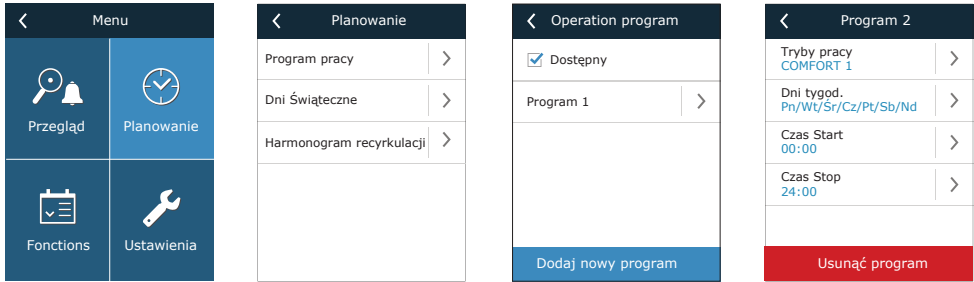 Menu
Przegląd
Planowanie
Fonctions
Ustawienia
Planowanie
Program pracy
Dni Świąteczne
Harmonogram recyrkulacji
Operation program
Dostępny
Program 1
Dodaj nowy program
Program 2
Tryby pracy
COMFORT 1
Dni tygod.
Pn/Wt/Śr/Cz/Pt/Sb/Nd
Czas Start
00:00
Czas Stop
24:00
Usunąć program